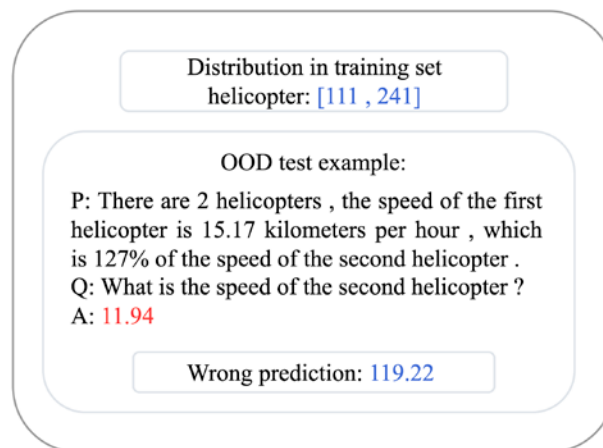 Distribution in training set
helicopter: [111 , 241]
OOD test example:
P: There are 2 helicopters , the speed of the first
helicopter is 15.17 kilometers per hour , which
is 127% of the speed of the second helicopter .
Q: What is the speed of the second helicopter ?
A: 11.94
Wrong prediction: 119.22